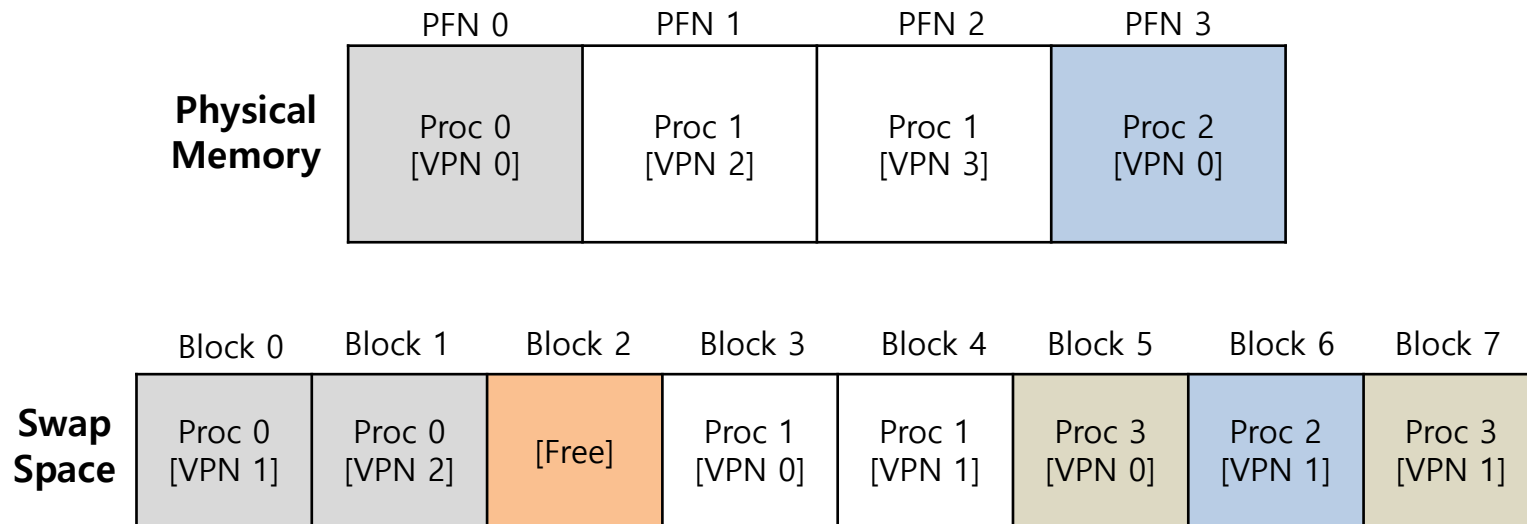 PFN 0 PFN 1 PFN 2 PFN 3
Physical
Memory
Proc 0
[VPN 0]
Proc 1
[VPN 2]
Proc 1
[VPN 3]
Proc 2
[VPN 0]
Block 0 Block 1 Block 2 Block 3 Block 4 Block 5 Block 6 Block 7
Swap
Space
Proc 0
[VPN 1]
Proc 0
[VPN 2]
[Free]
Proc 1
[VPN 0]
Proc 1
[VPN 1]
Proc 3
[VPN 0]
Proc 2
[VPN 1]
Proc 3
[VPN 1]